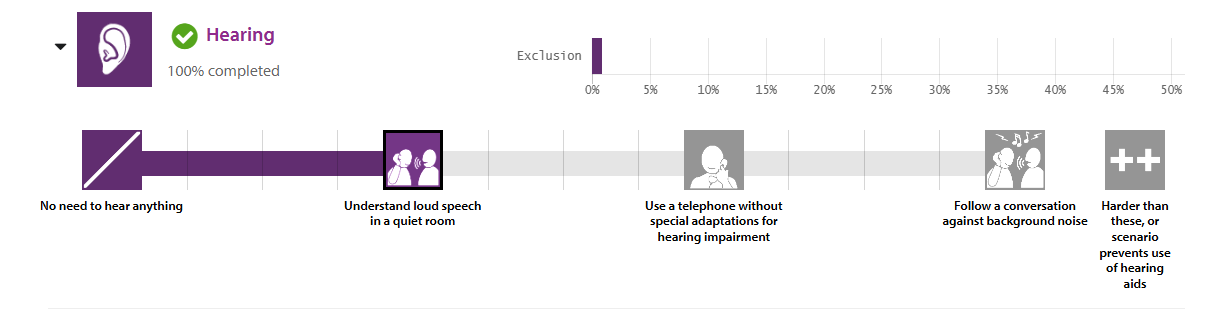 Hearing
100% completed
Exclusion
0% 5% 10% 15% 20% 25% 30% 35% 40% 45% 50%
No need to hear anything
Understand loud speech
in a quiet room
Use a telephone without
special adaptations for
hearing impairment
Follow a conversation
against background noise
++
Harder than
these, or
scenario
prevents use
of hearing
aids